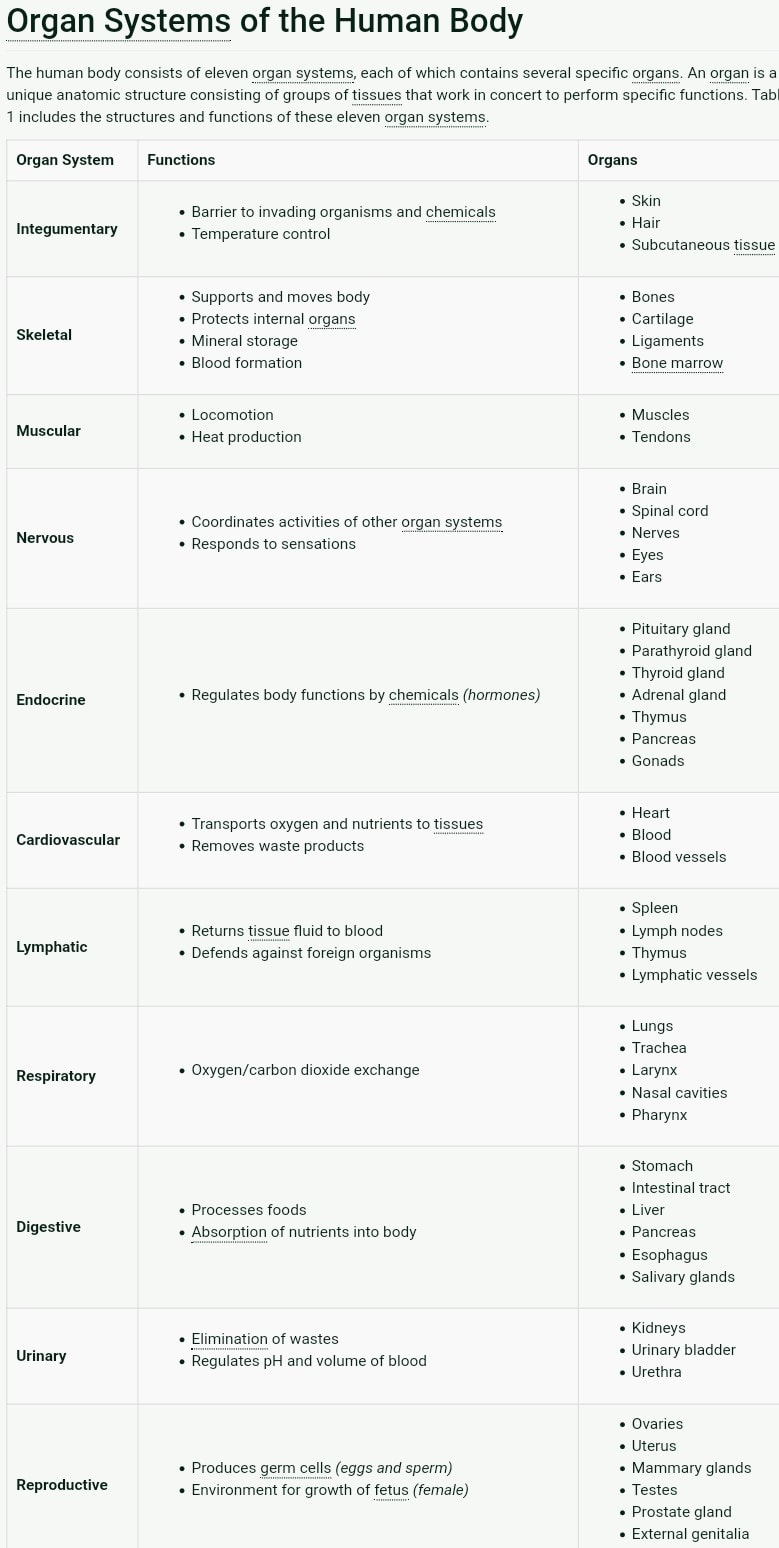 Organ Systems of the Human Body
The human body consists of eleven organ systems, each of which contains several specific organs. An organ is a
unique anatomic structure consisting of groups of tissues that work in concert to perform specific functions. Tabl
1 includes the structures and functions of these eleven organ systems.
Organ System Functions Organs
Integumentary
• Barrier to invading organisms and chemicals
• Temperature control
• Skin
• Hair
• Subcutaneous tissue
Skeletal
• Supports and moves body
• Protects internal organs
• Mineral storage
• Blood formation
• Bones
• Cartilage
• Ligaments
• Bone marrow
Muscular
• Locomotion
• Heat production
• Muscles
• Tendons
Nervous
• Coordinates activities of other organ systems
• Responds to sensations
• Brain
• Spinal cord
• Nerves
• Eyes
• Ears
Endocrine
• Regulates body functions by chemicals (hormones)
• Pituitary gland
• Parathyroid gland
• Thyroid gland
• Adrenal gland
• Thymus
• Pancreas
• Gonads
Cardiovascular
• Transports oxygen and nutrients to tissues
• Removes waste products
• Heart
• Blood
• Blood vessels
Lymphatic
• Returns tissue fluid to blood
• Defends against foreign organisms
• Spleen
• Lymph nodes
• Thymus
• Lymphatic vessels
Respiratory
• Oxygen/carbon dioxide exchange
• Lungs
• Trachea
• Larynx
• Nasal cavities
• Pharynx
Digestive
• Processes foods
• Absorption of nutrients into body
• Stomach
• Intestinal tract
• Liver
• Pancreas
• Esophagus
• Salivary glands
Urinary
• Elimination of wastes
• Regulates pH and volume of blood
• Kidneys
• Urinary bladder
• Urethra
Reproductive
• Produces germ cells (eggs and sperm)
• Environment for growth of fetus (female)
• Ovaries
• Uterus
• Mammary glands
• Testes
• Prostate gland
• External genitalia